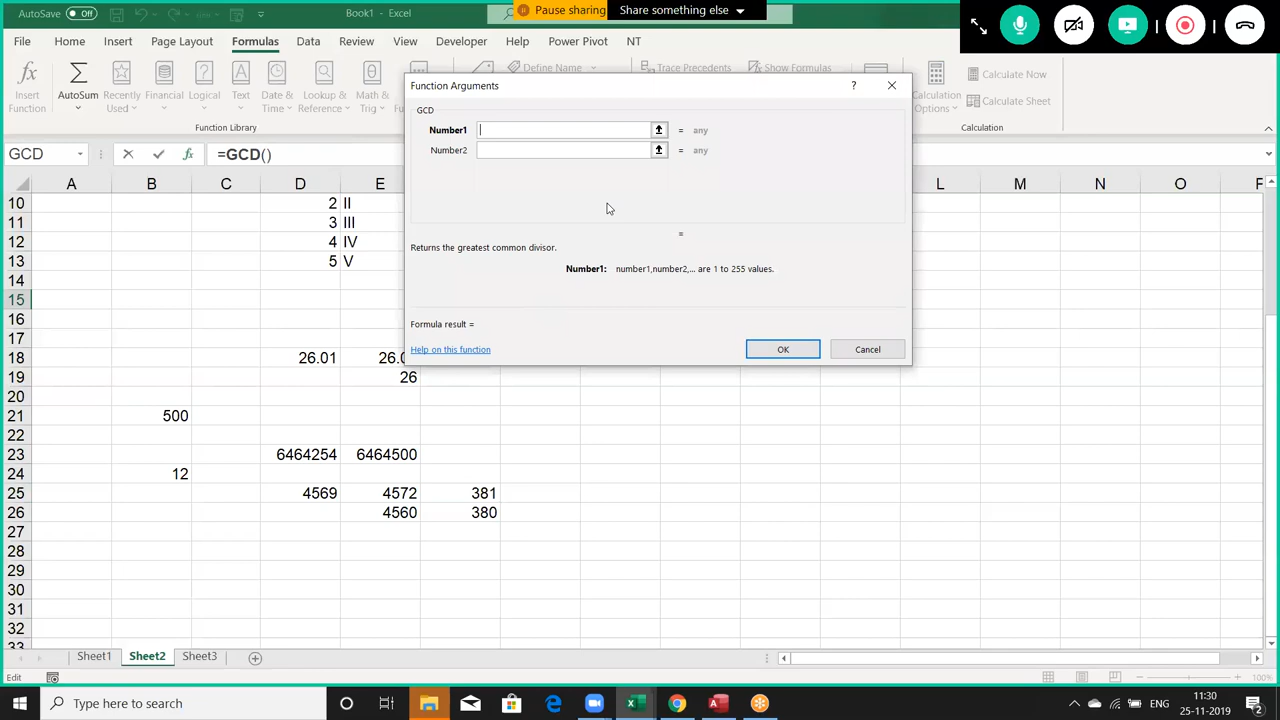 AutoSave Off
Book1 - Excel
Pause sharing
Share something else
File Home Insert Page Layout Formulas Data Review View Developer Help Power Pivot NT
Insert Function
AutoSum
Recently Used
Financial
Logical
Text
Date & Time
Lookup & Reference
Math & Trig
Define Name
Trace Precedents
Show Formulas
Calculation Options
Calculate Now
Calculate Sheet
Function Library
Calculation
GCD
=GCD()
Function Arguments
?
GCD
Number1 = any
Number2 = any
=
Returns the greatest common divisor.
Number1: number1,number2,... are 1 to 255 values.
Formula result =
Help on this function
OK
Cancel
A B C D E L M N O P
10 2 II
11 3 III
12 4 IV
13 5 V
14
15
16
17
18 26.01 26.0
19 26
20
21 500
22
23 6464254 6464500
24 12
25 4569 4572 381
26 4560 380
27
28
29
30
31
32
33
Sheet1 Sheet2 Sheet3
Edit
100%
Type here to search
ENG
11:30
25-11-2019
2